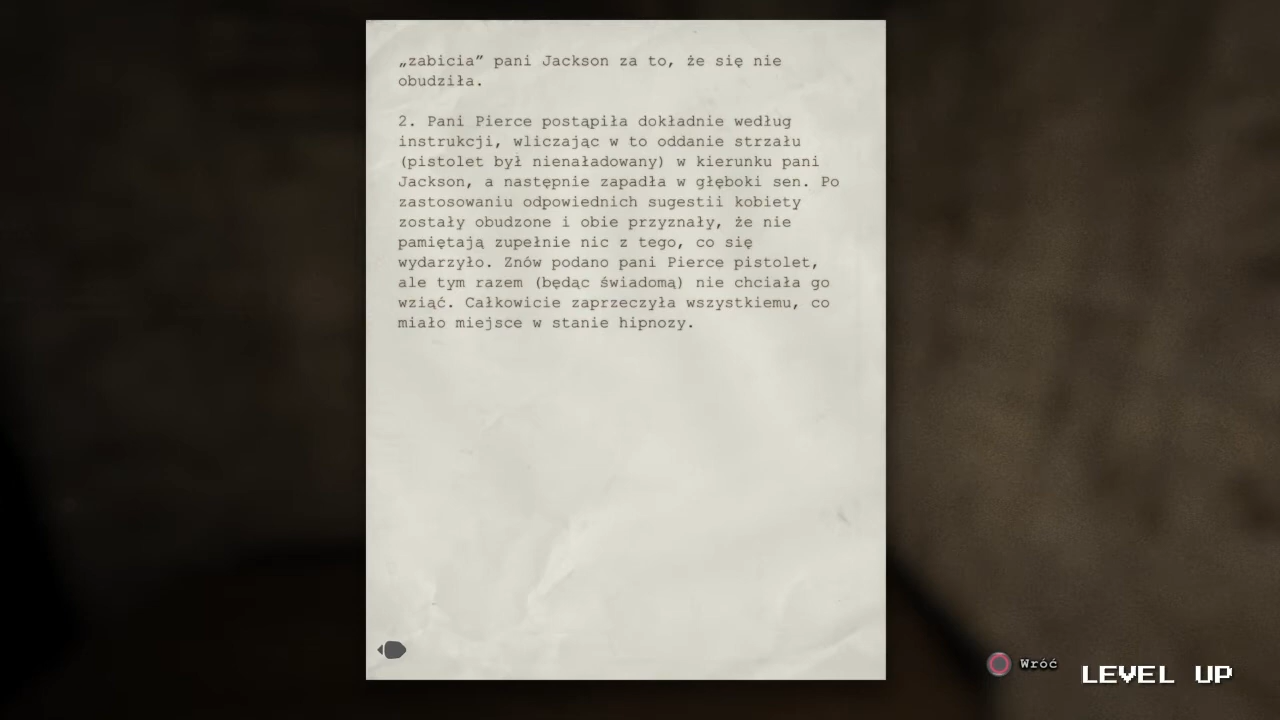 „zabicia” pani Jackson za to, że się nie
obudziła.
2. Pani Pierce postąpiła dokładnie według
instrukcji, wliczając w to oddanie strzału
(pistolet był nienaładowany) w kierunku pani
Jackson, a następnie zapadła w głęboki sen. Po
zastosowaniu odpowiednich sugestii kobiety
zostały obudzone i obie przyznały, że nie
pamiętają zupełnie nic z tego, co się
wydarzyło. Znów podano pani Pierce pistolet,
ale tym razem (będąc świadomą) nie chciała go
wziąć. Całkowicie zaprzeczyła wszystkiemu, co
miało miejsce w stanie hipnozy.
Wróć
LEVEL UP